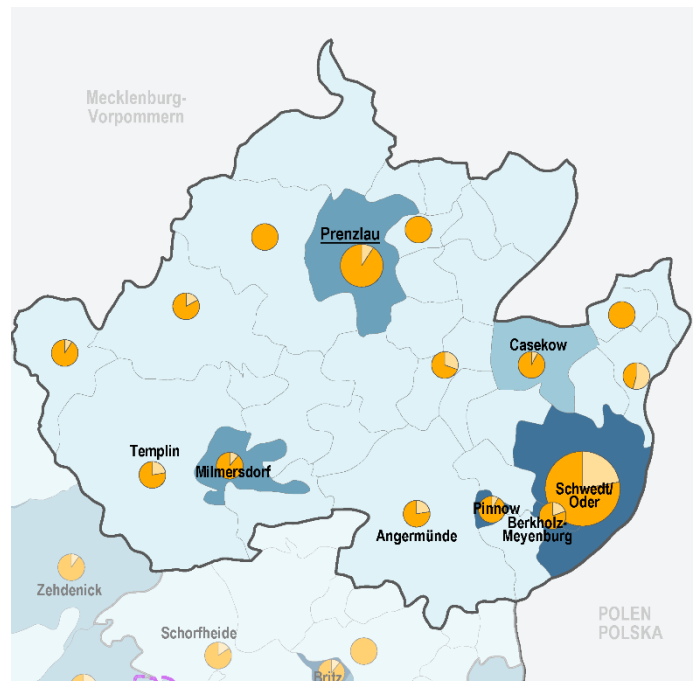 Mecklenburg-
Vorpommern
Prenzlau
Casekow
Templin
Milmersdorf
Schwedt/
Oder
Pinnow
Berkholz-
Meyenburg
Angermünde
Zehdenick
POLEN
POLSKA
Schorfheide
Britz